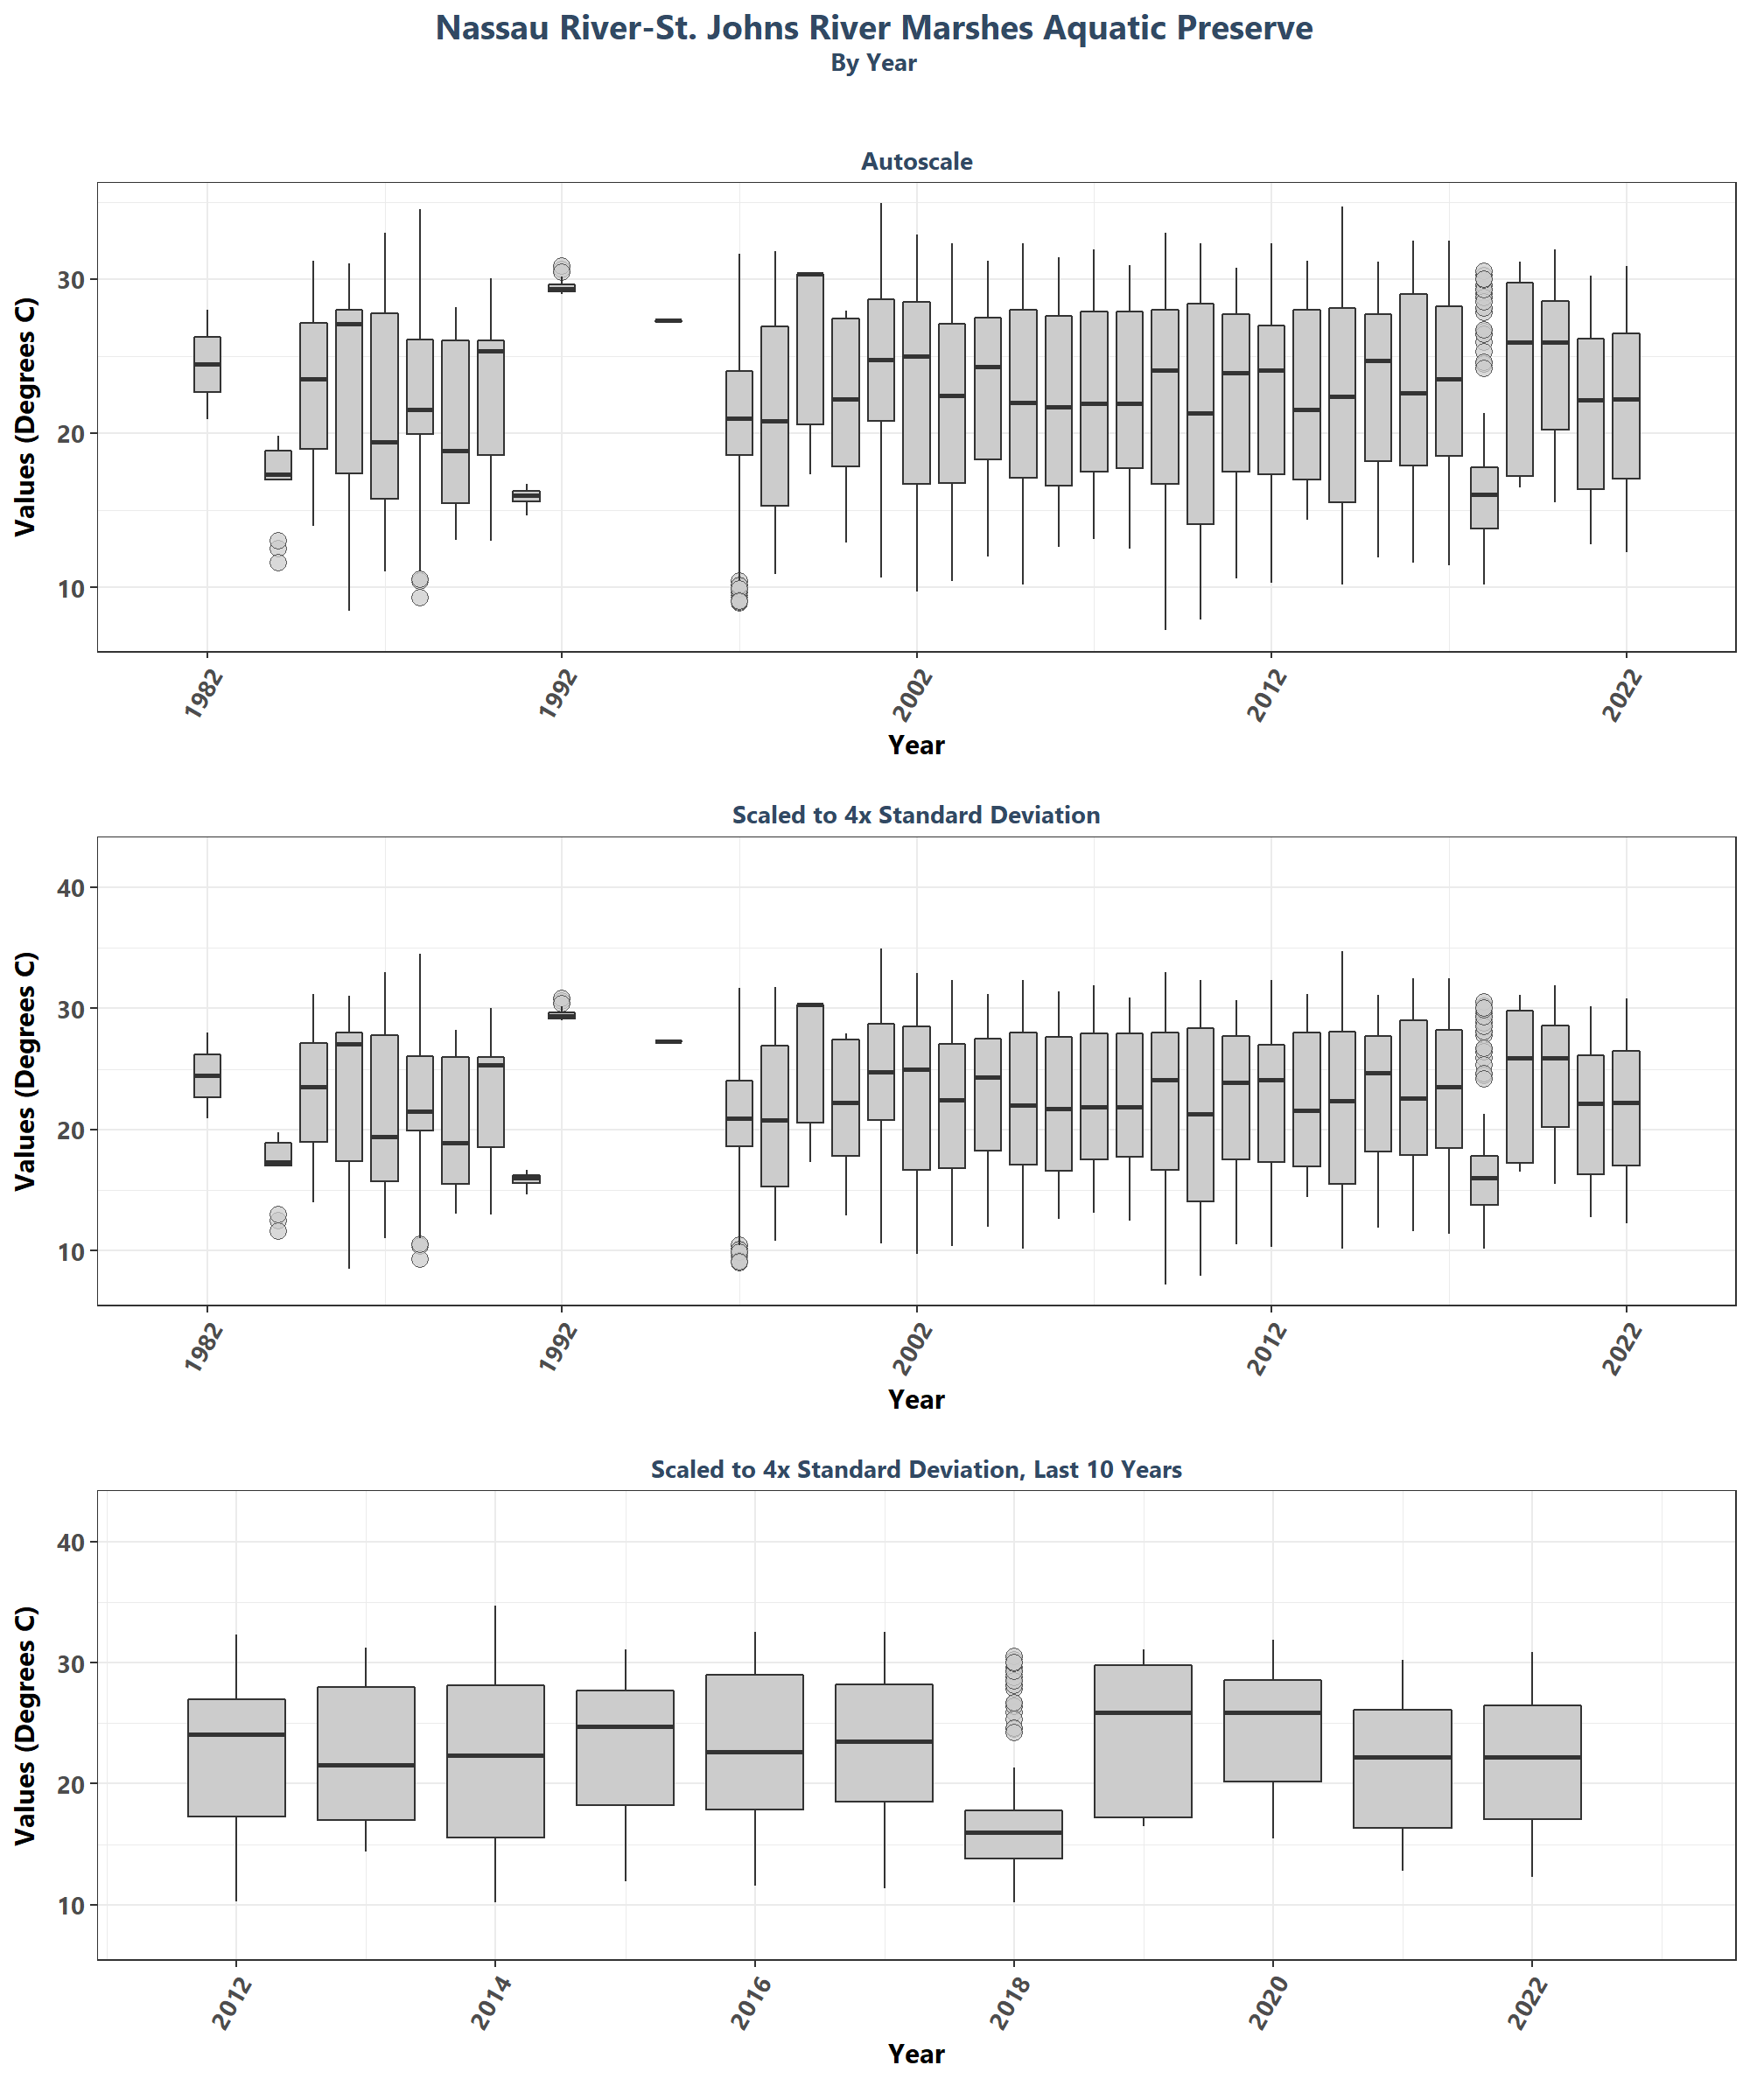 Nassau River-St. Johns River Marshes Aquatic Preserve
By Year
Autoscale
Values (Degrees C)
30
20
10
1982
1992
2002
2012
2022
Year
Scaled to 4x Standard Deviation
Values (Degrees C)
40
30
20
10
1982
1992
2002
2012
2022
Year
Scaled to 4x Standard Deviation, Last 10 Years
Values (Degrees C)
40
30
20
10
2012
2014
2016
2018
2020
2022
Year